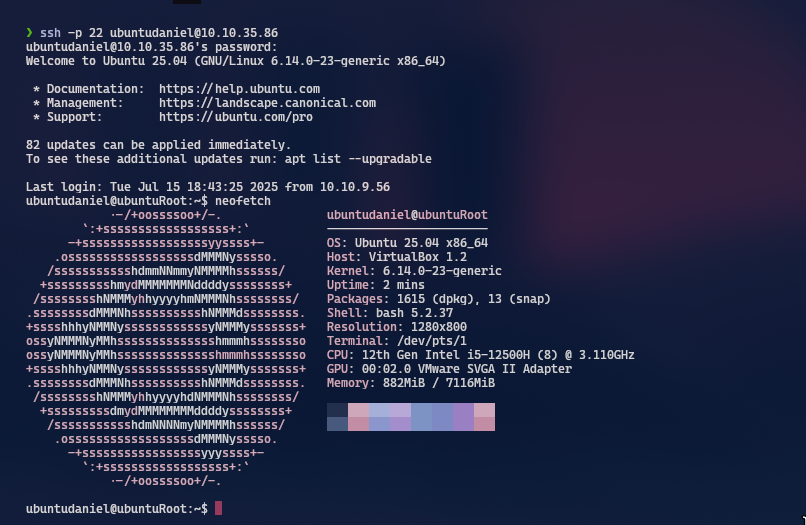 ❯ ssh -p 22 ubuntudaniel@10.10.35.86
ubuntudaniel@10.10.35.86's password:
Welcome to Ubuntu 25.04 (GNU/Linux 6.14.0-23-generic x86_64)

 * Documentation:  https://help.ubuntu.com
 * Management:     https://landscape.canonical.com
 * Support:        https://ubuntu.com/pro

82 updates can be applied immediately.
To see these additional updates run: apt list --upgradable

Last login: Tue Jul 15 18:43:25 2025 from 10.10.9.56
ubuntudaniel@ubuntuRoot:~$ neofetch
            .-/+oossssoo+/-.               ubuntudaniel@ubuntuRoot
        `:+ssssssssssssssssss+:`           -----------------------
      -+ssssssssssssssssssyyssss+-         OS: Ubuntu 25.04 x86_64
    .ossssssssssssssssssdMMMNysssso.       Host: VirtualBox 1.2
   /ssssssssssshdmmNNmmyNMMMMhssssss/      Kernel: 6.14.0-23-generic
  +ssssssssshmydMMMMMMMNddddyssssssss+     Uptime: 2 mins
 /sssssssshNMMMyhhyyyyhmNMMMNhssssssss/    Packages: 1615 (dpkg), 13 (snap)
.ssssssssdMMMNhsssssssssshNMMMdssssssss.   Shell: bash 5.2.37
+sssshhhyNMMNyssssssssssssyNMMMysssssss+   Resolution: 1280x800
ossyNMMMNyMMhsssssssssssssshmmmhssssssso   Terminal: /dev/pts/1
ossyNMMMNyMMhsssssssssssssshmmmhssssssso   CPU: 12th Gen Intel i5-12500H (8) @ 3.110GHz
+sssshhhyNMMNyssssssssssssyNMMMysssssss+   GPU: 00:02.0 VMware SVGA II Adapter
.ssssssssdMMMNhsssssssssshNMMMdssssssss.   Memory: 882MiB / 7116MiB
 /sssssssshNMMMyhhyyyyhdNMMMNhssssssss/
  +sssssssssdmydMMMMMMMMddddyssssssss+
   /ssssssssssshdmNNNNmyNMMMMhssssss/
    .ossssssssssssssssssdMMMNysssso.
      -+sssssssssssssssssyyyssss+-
        `:+ssssssssssssssssss+:`
            .-/+oossssoo+/-.

ubuntudaniel@ubuntuRoot:~$